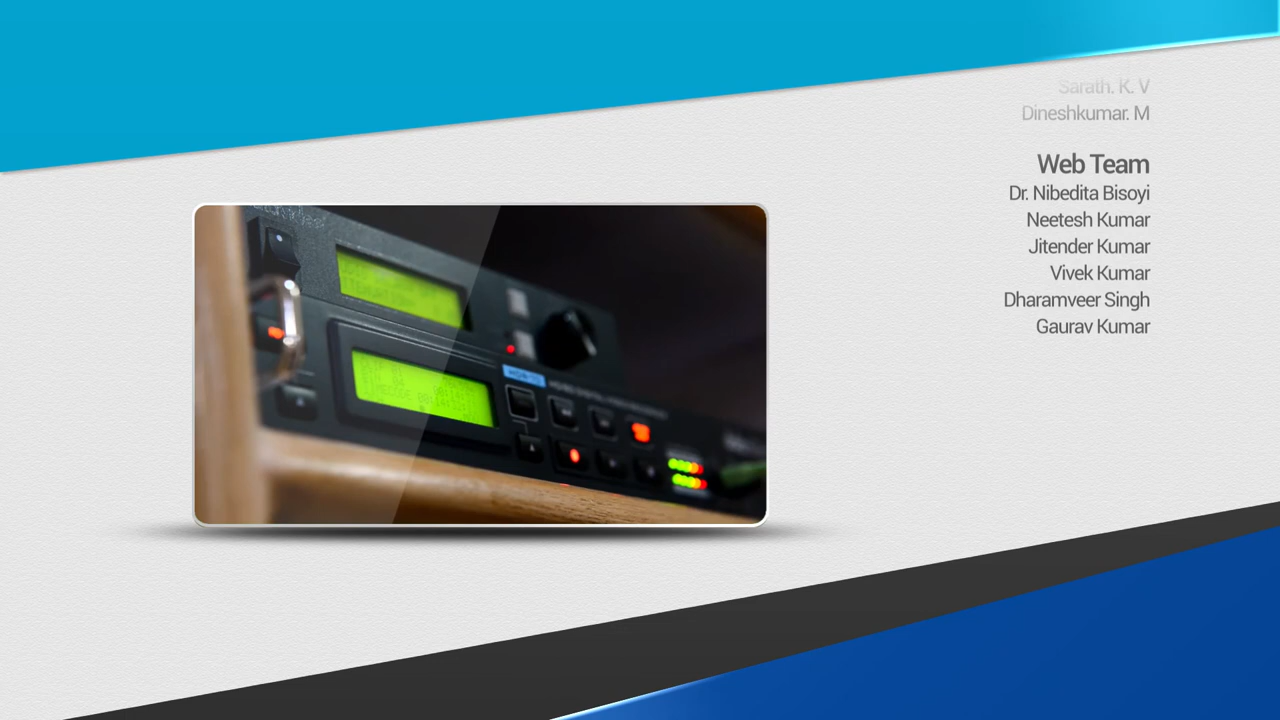 Sarath. K. V
Dineshkumar. M
Web Team
Dr. Nibedita Bisoyi
Neetesh Kumar
Jitender Kumar
Vivek Kumar
Dharamveer Singh
Gaurav Kumar